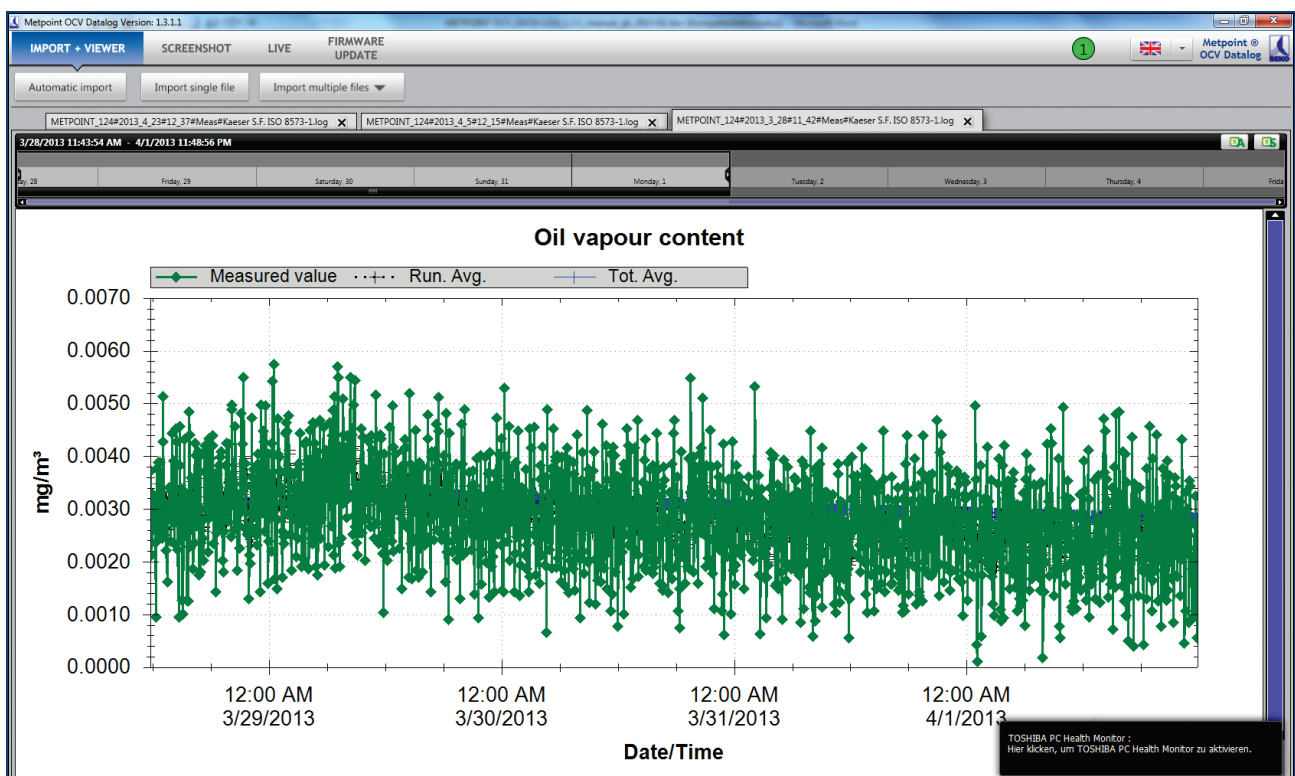 Metpoint OCV Datalog Version: 1.3.1.1
IMPORT + VIEWER
SCREENSHOT
LIVE
FIRMWARE
UPDATE
1
Metpoint ®
OCV Datalog
BEKO
Automatic import
Import single file
Import multiple files
METPOINT_124#2013_4_23#12_37#Meas#Kaeser S.F. ISO 8573-1.log X
METPOINT_124#2013_4_5#12_15#Meas#Kaeser S.F. ISO 8573-1.log X
METPOINT_124#2013_3_28#11_42#Meas#Kaeser S.F. ISO 8573-1.log X
3/28/2013 11:43:54 AM - 4/1/2013 11:48:56 PM
ay, 28
Friday, 29
Saturday, 30
Sunday, 31
Monday, 1
Tuesday, 2
Wednesday, 3
Thursday, 4
Frida
Oil vapour content
Measured value
Run. Avg.
Tot. Avg.
0.0070
0.0060
0.0050
0.0040
0.0030
0.0020
0.0010
0.0000
mg/m³
12:00 AM
3/29/2013
12:00 AM
3/30/2013
12:00 AM
3/31/2013
12:00 AM
4/1/2013
Date/Time
TOSHIBA PC Health Monitor :
Hier klicken, um TOSHIBA PC Health Monitor zu aktivieren.